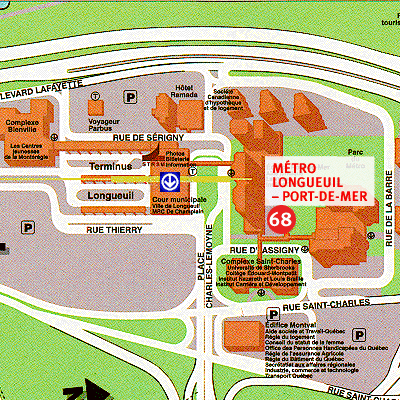 BOULEVARD LAFAYETTE
Hôtel
Ramada
Société
Canadienne
d'hypothèque
et de logement
T
P
Voyageur
Parbus
Complexe
Bienville
Les Centres
jeunesses
de la Montérégie
RUE DE SÉRIGNY
Photos
Billetterie
STRSM Information
Terminus
Longueuil
Parc
MÉTRO
LONGUEUIL
– PORT-DE-MER
68
Cour municipale
Ville de Longueuil
MRC De Champlain
P
RUE THIERRY
PLACE
CHARLES-LEMOYNE
RUE DE LA BARRE
RUE D'ASSIGNY
Complexe Saint-Charles
Université de Sherbrooke
Collège Édouard-Montpetit
Institut Nazareth et Louis Braille
Institut Carrière et Développement
RUE SAINT-CHARLES
P
Édifice Montval
Aide sociale et Travail-Québec
Régie du logement
Conseil du statut de la femme
Office des Personnes Handicapées du Québec
Régie de l'assurance Agricole
Régie du Bâtiment du Québec
Secrétariat aux affaires régionales
Industrie, commerce et technologie
Transport Québec
P
RUE SAINT-CHARLES
N